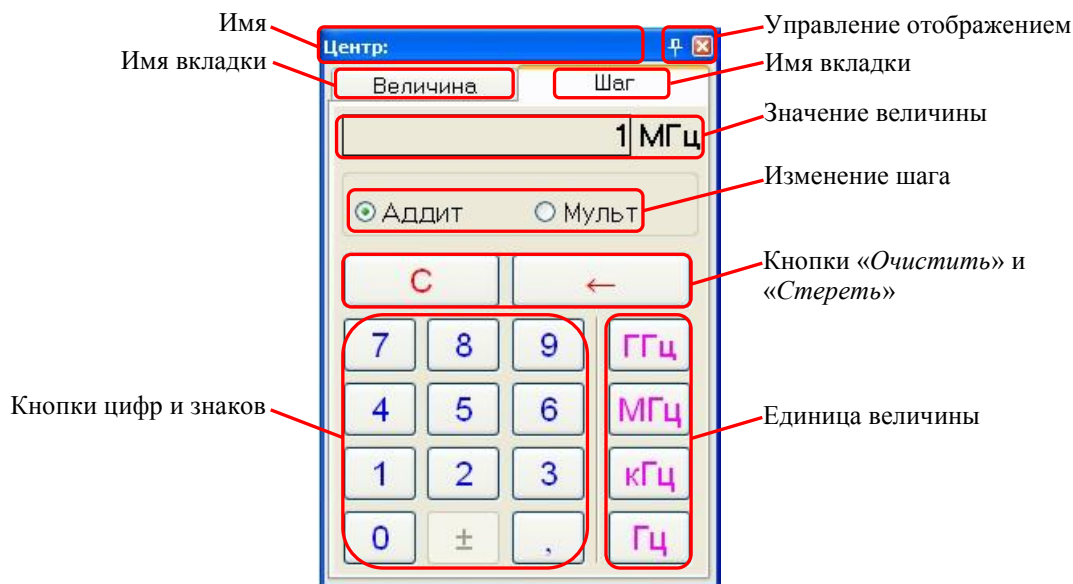 Имя
Управление отображением
Центр:
Имя вкладки
Имя вкладки
Величина
Шаг
Значение величины
1 МГц
Изменение шага
Аддит
Мульт
Кнопки «Очистить» и
«Стереть»
С
←
7 8 9 ГГц
Кнопки цифр и знаков
4 5 6 МГц
Единица величины
1 2 3 кГц
0 ± , Гц